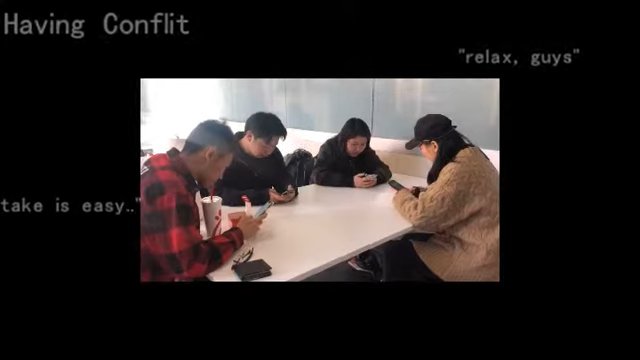 Having Conflit
"relax, guys"
take is easy.."